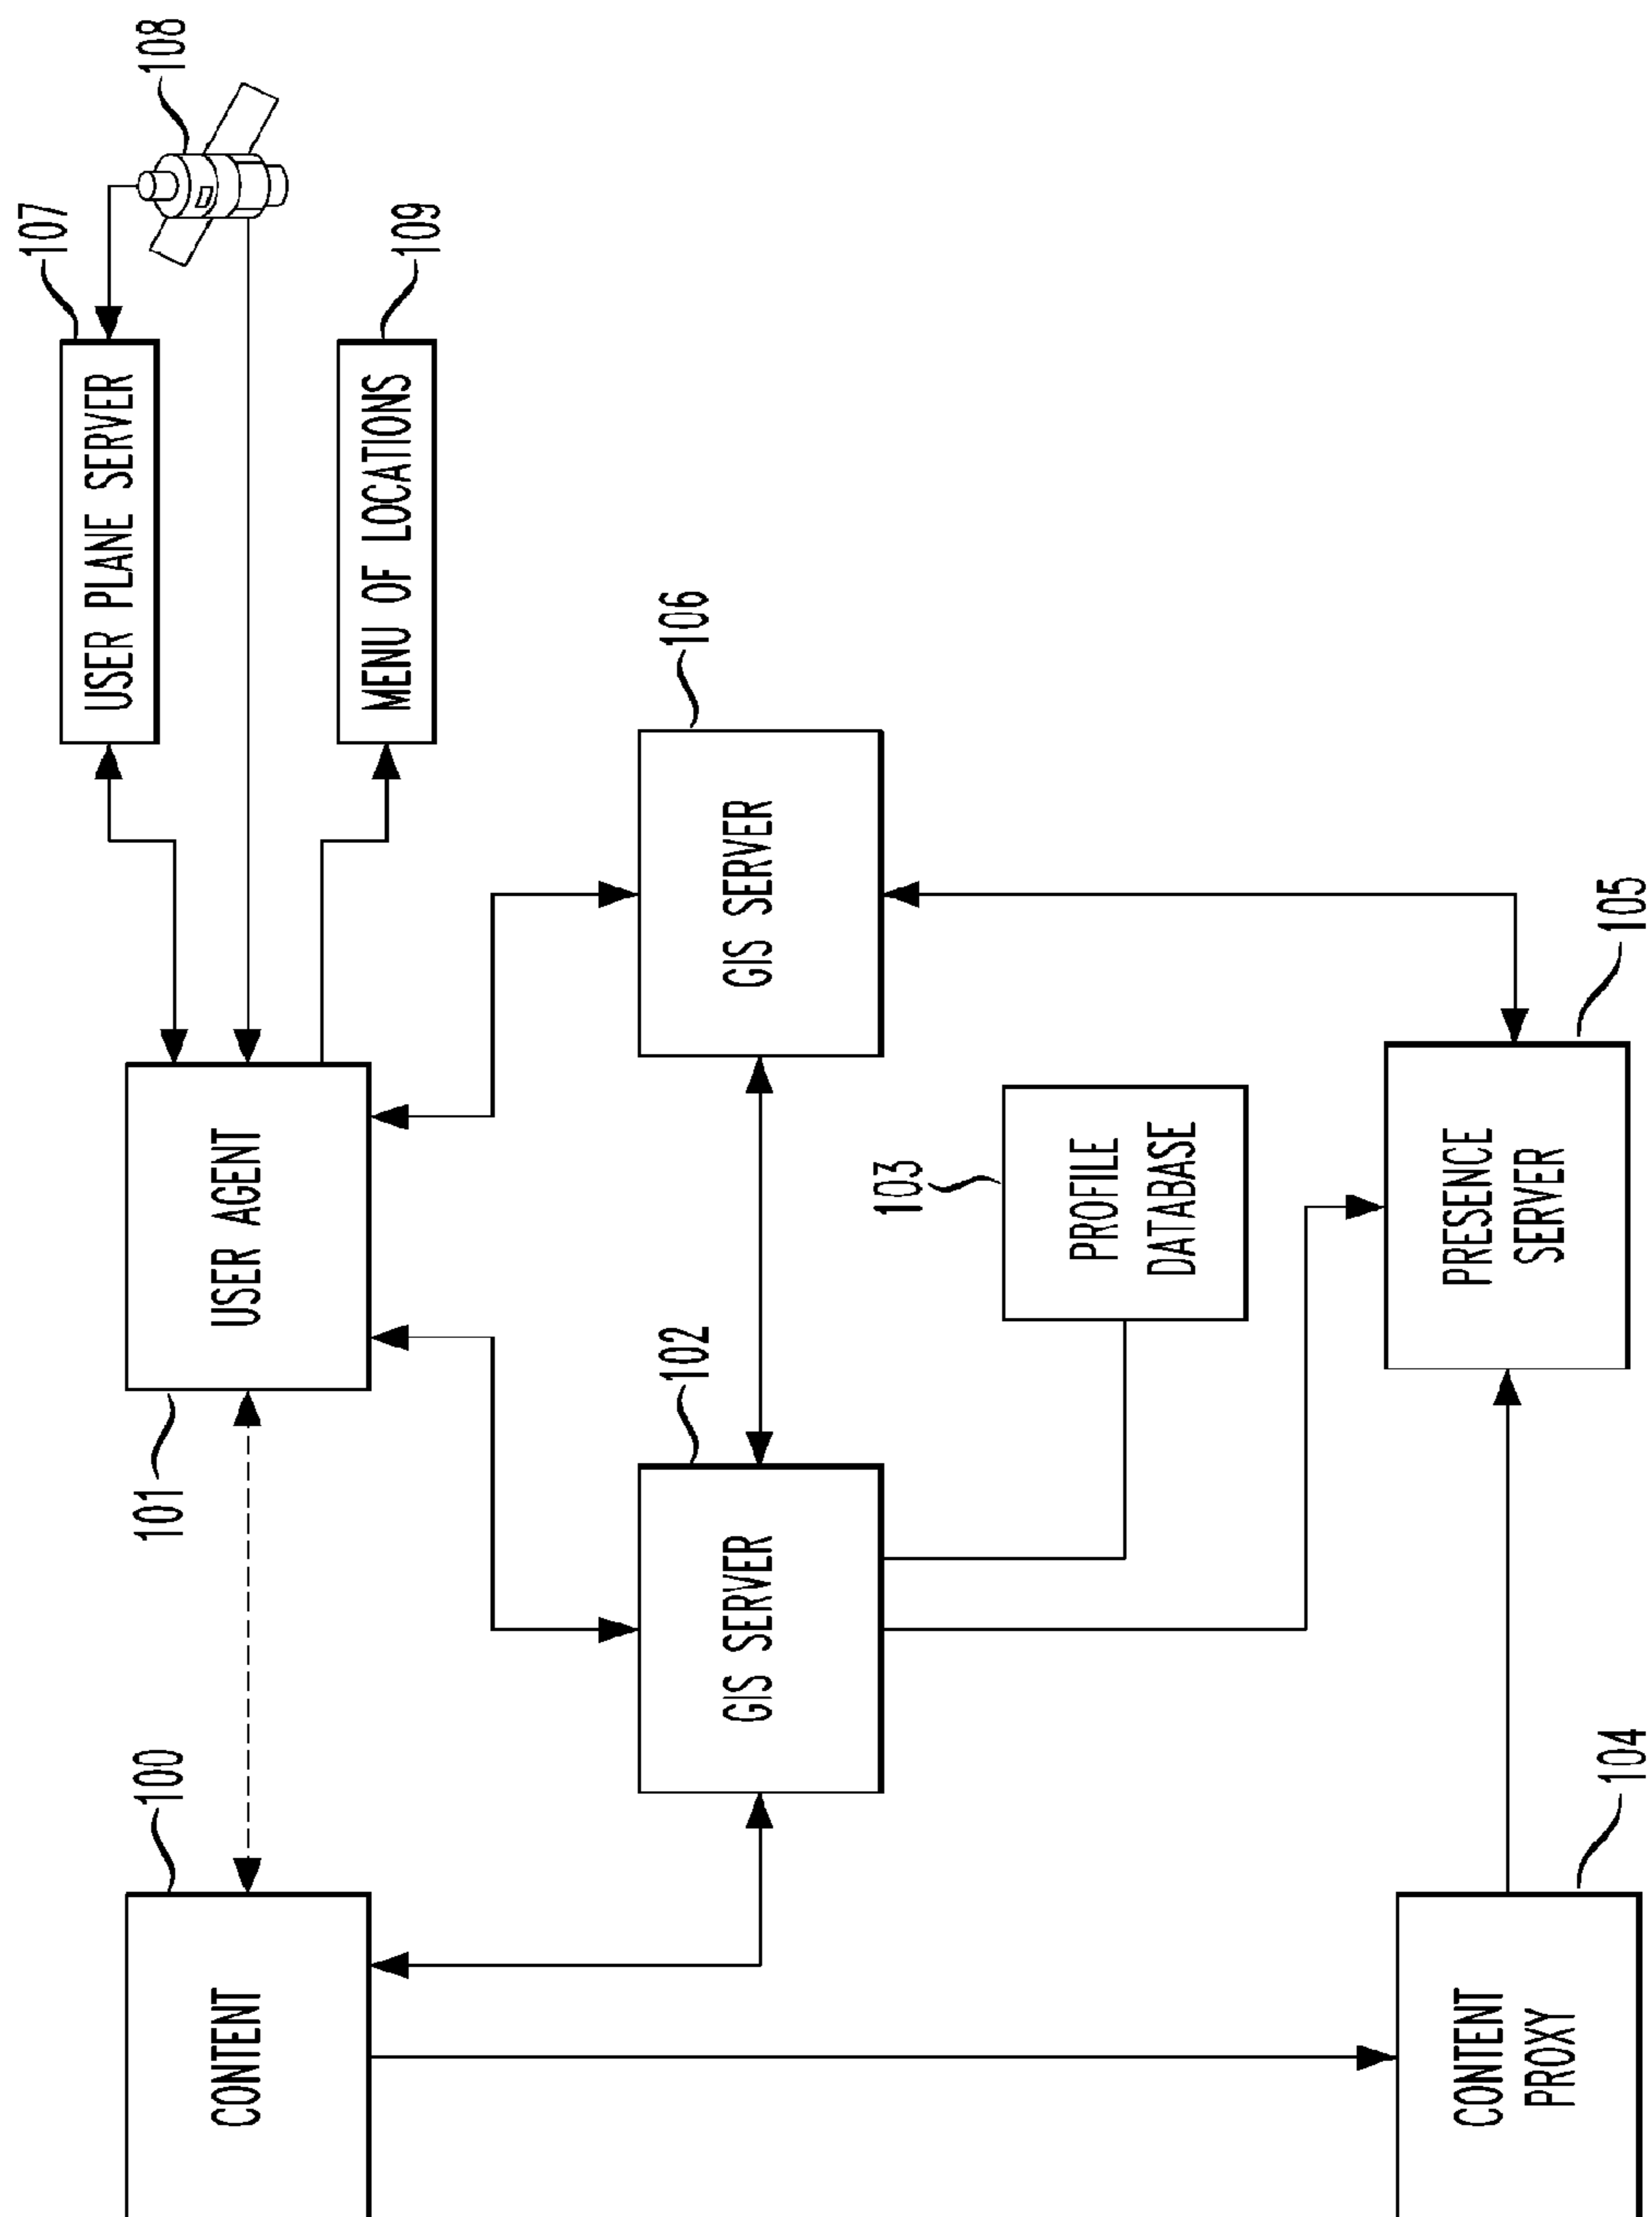 100
CONTENT
101
USER AGENT
107
USER PLANE SERVER
108
109
MENU OF LOCATIONS
102
GIS SERVER
106
GIS SERVER
103
PROFILE
DATABASE
104
CONTENT
PROXY
105
PRESENCE
SERVER